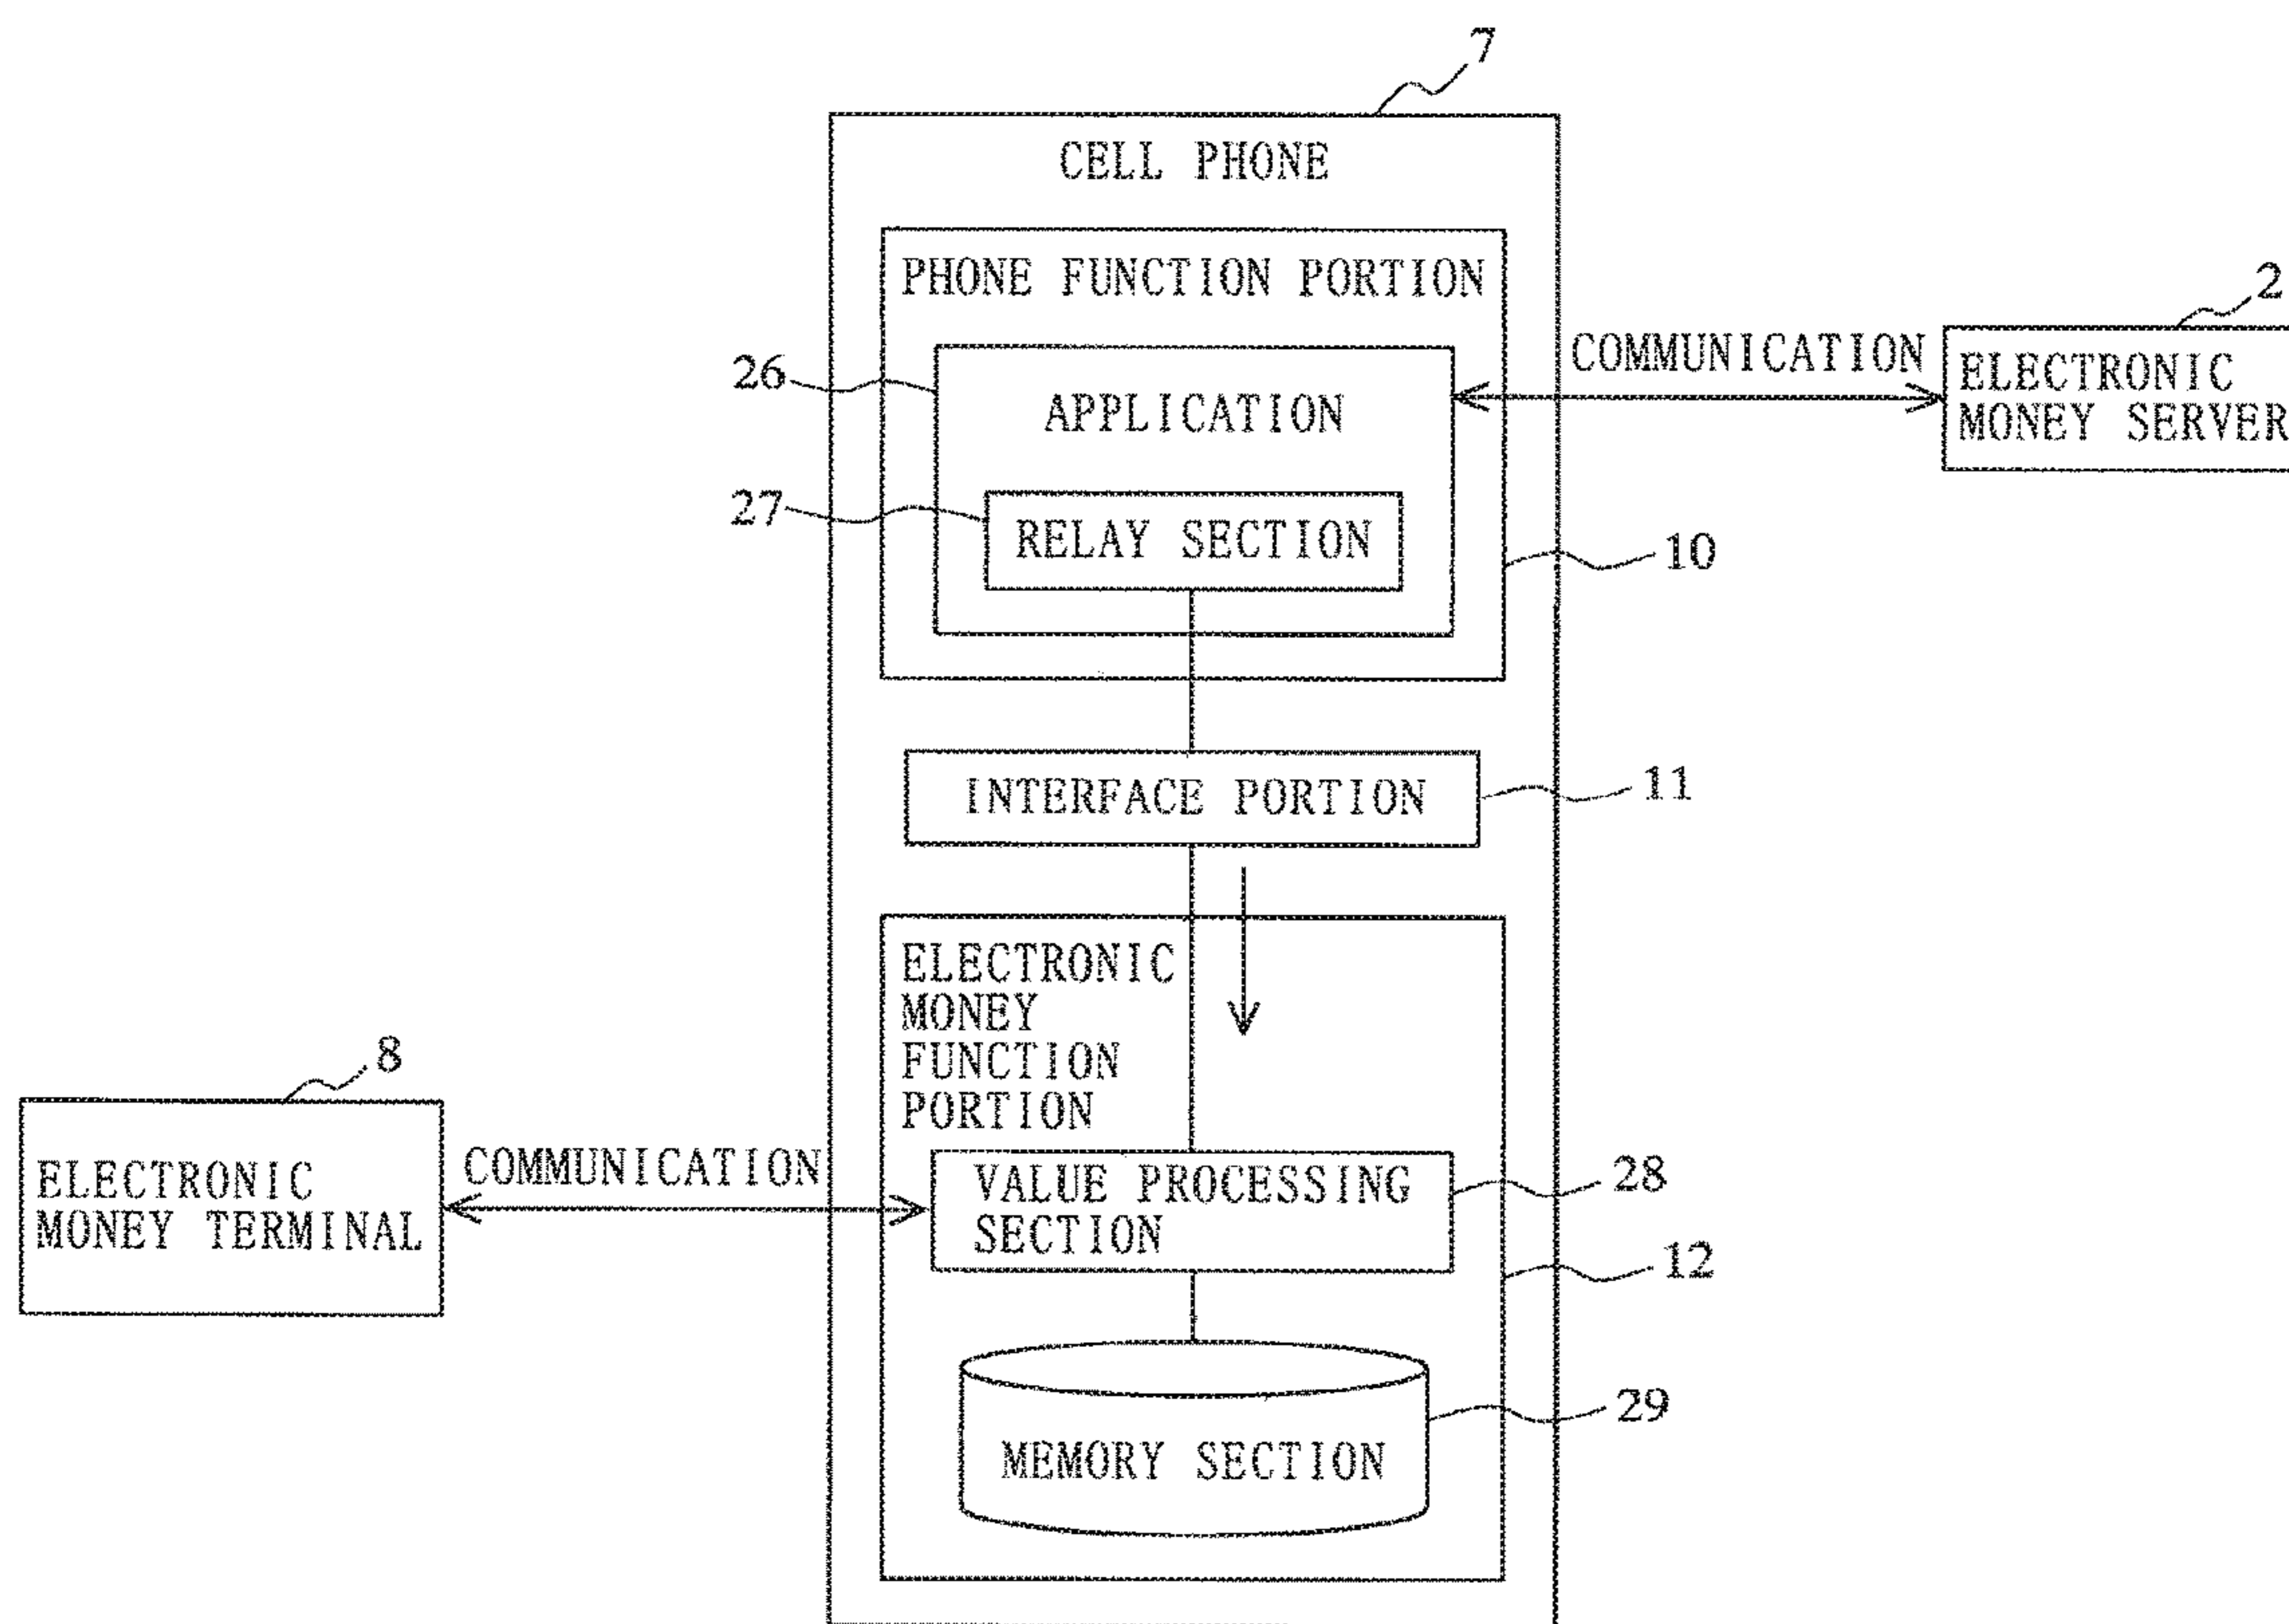 7
CELL PHONE
PHONE FUNCTION PORTION
2
26
APPLICATION
COMMUNICATION
ELECTRONIC
MONEY SERVER
27
RELAY SECTION
10
INTERFACE PORTION
11
ELECTRONIC
MONEY
FUNCTION
PORTION
8
ELECTRONIC
MONEY TERMINAL
COMMUNICATION
VALUE PROCESSING
SECTION
28
12
29
MEMORY SECTION